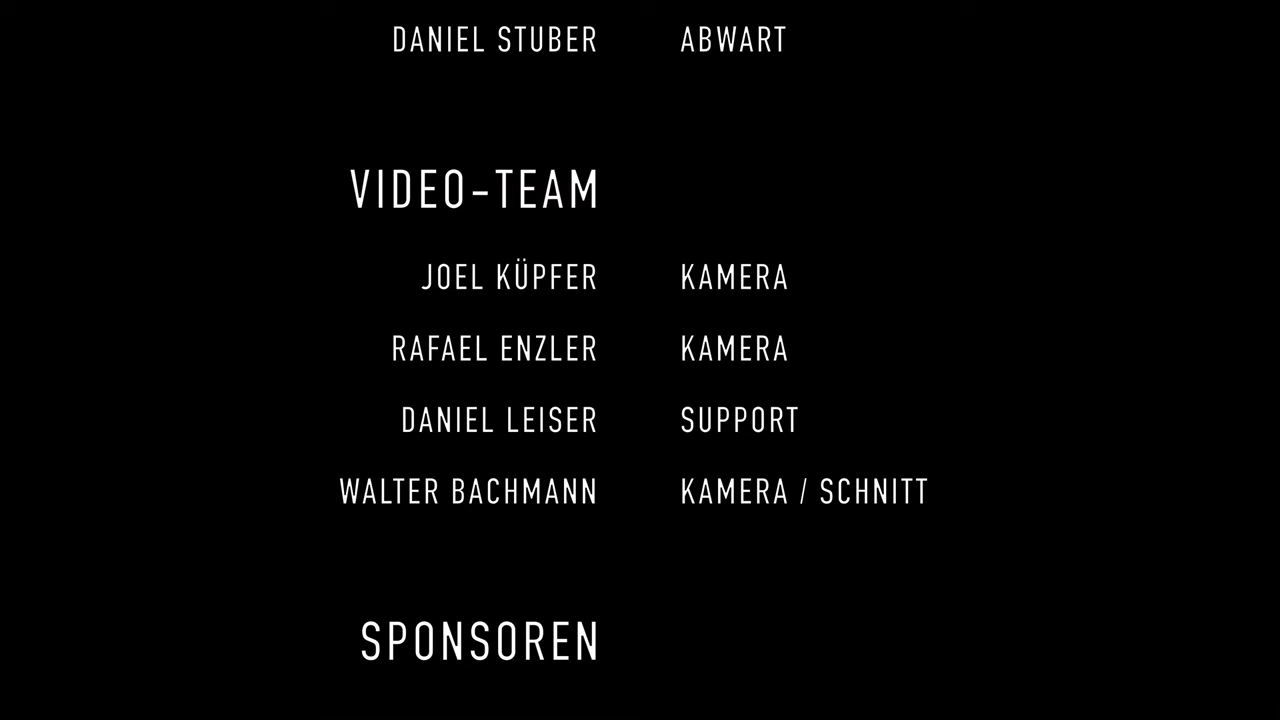 DANIEL STUBER ABWART
VIDEO-TEAM
JOEL KÜPFER KAMERA
RAFAEL ENZLER KAMERA
DANIEL LEISER SUPPORT
WALTER BACHMANN KAMERA / SCHNITT
SPONSOREN